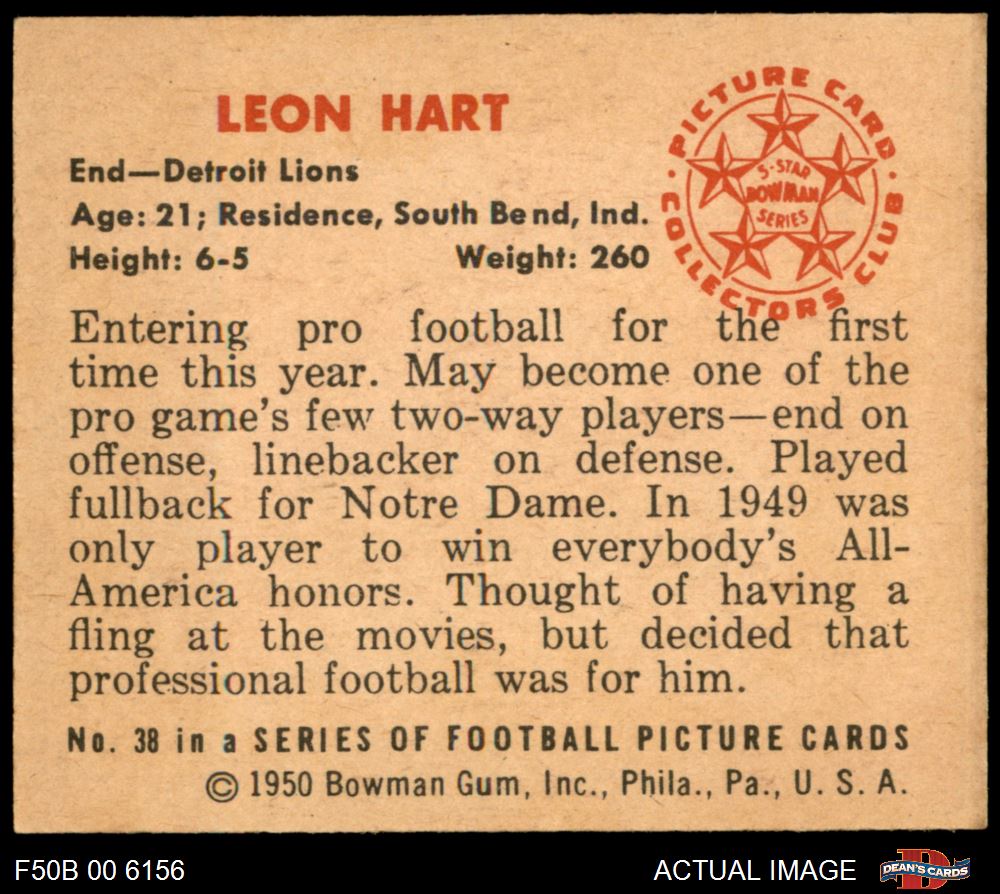 LEON HART
End—Detroit Lions
Age: 21; Residence, South Bend, Ind.
Height: 6-5 Weight: 260
PICTURE CARD
COLLECTORS CLUB
5-STAR
BOWMAN
SERIES
Entering pro football for the first
time this year. May become one of the
pro game's few two-way players—end on
offense, linebacker on defense. Played
fullback for Notre Dame. In 1949 was
only player to win everybody's All-
America honors. Thought of having a
fling at the movies, but decided that
professional football was for him.
No. 38 in a SERIES OF FOOTBALL PICTURE CARDS
© 1950 Bowman Gum, Inc., Phila., Pa., U. S. A.
F50B 00 6156
ACTUAL IMAGE
DEAN'S CARDS